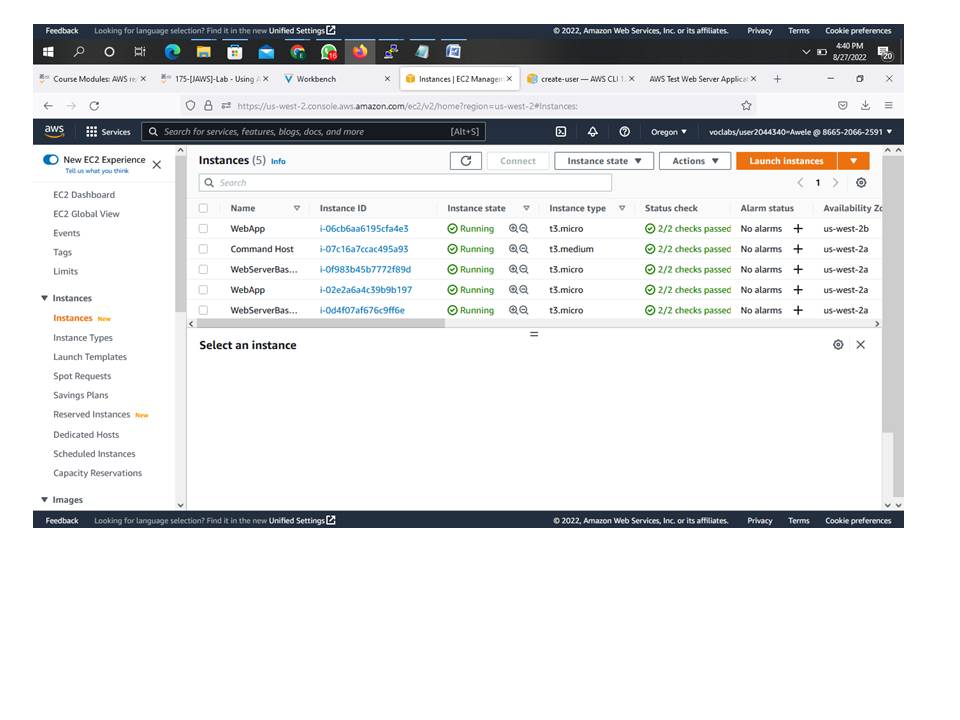 Feedback Looking for language selection? Find it in the new Unified Settings © 2022, Amazon Web Services, Inc. or its affiliates. Privacy Terms Cookie preferences
16
4:40 PM
8/27/2022
20
Course Modules: AWS re/ 175-[JAWS]-Lab - Using A Workbench Instances | EC2 Managem create-user — AWS CLI 1. AWS Test Web Server Applicat
https://us-west-2.console.aws.amazon.com/ec2/v2/home?region=us-west-2#Instances:
aws Services Search for services, features, blogs, docs, and more [Alt+S] Oregon voclabs/user2044340=Awele @ 8665-2066-2591
New EC2 Experience
Tell us what you think
EC2 Dashboard
EC2 Global View
Events
Tags
Limits
Instances
Instances New
Instance Types
Launch Templates
Spot Requests
Savings Plans
Reserved Instances New
Dedicated Hosts
Scheduled Instances
Capacity Reservations
Images
Instances (5) Info Connect Instance state Actions Launch instances
Search 1
Name Instance ID Instance state Instance type Status check Alarm status Availability Zo
WebApp i-06cb6aa6195cfa4e3 Running t3.micro 2/2 checks passed No alarms us-west-2b
Command Host i-07c16a7ccac495a93 Running t3.medium 2/2 checks passed No alarms us-west-2a
WebServerBas... i-0f983b45b7772f89d Running t3.micro 2/2 checks passed No alarms us-west-2a
WebApp i-02e2a6a4c39b9b197 Running t3.micro 2/2 checks passed No alarms us-west-2a
WebServerBas... i-0d4f07af676c9ff6e Running t3.micro 2/2 checks passed No alarms us-west-2a
Select an instance
Feedback Looking for language selection? Find it in the new Unified Settings © 2022, Amazon Web Services, Inc. or its affiliates. Privacy Terms Cookie preferences